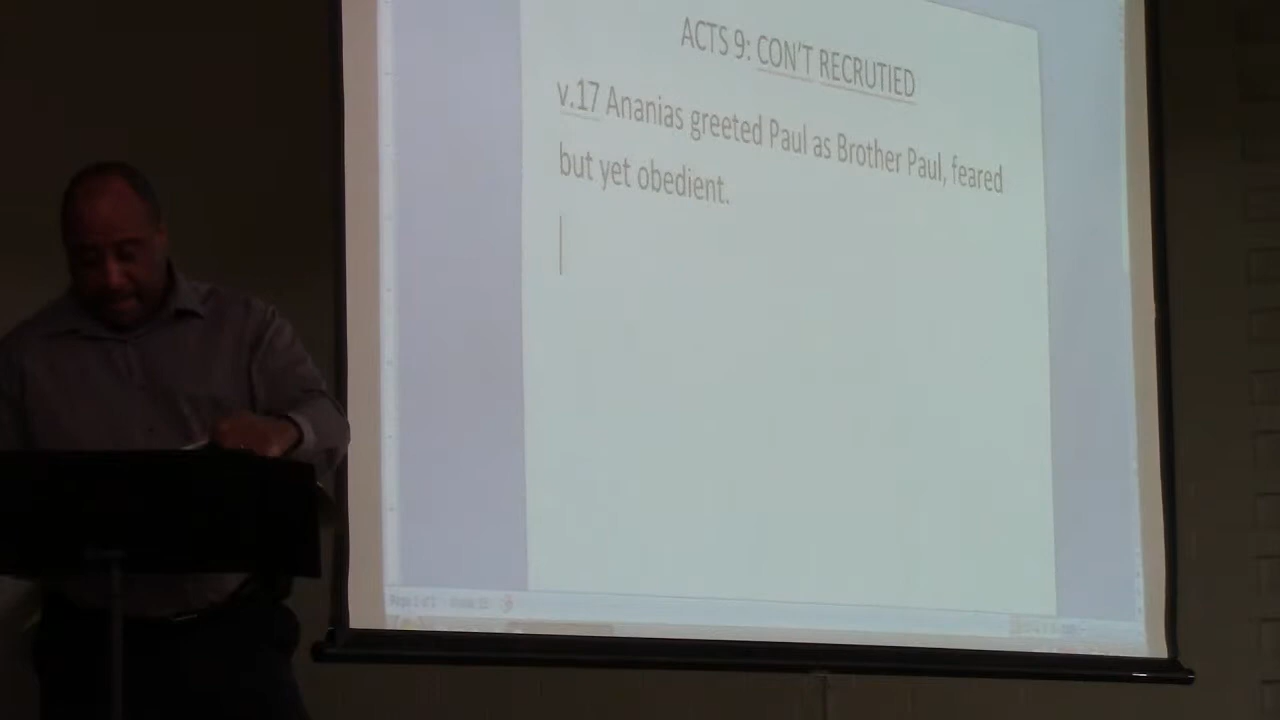 ACTS 9: CON'T RECRUTIED
v.17 Ananias greeted Paul as Brother Paul, feared
but yet obedient.